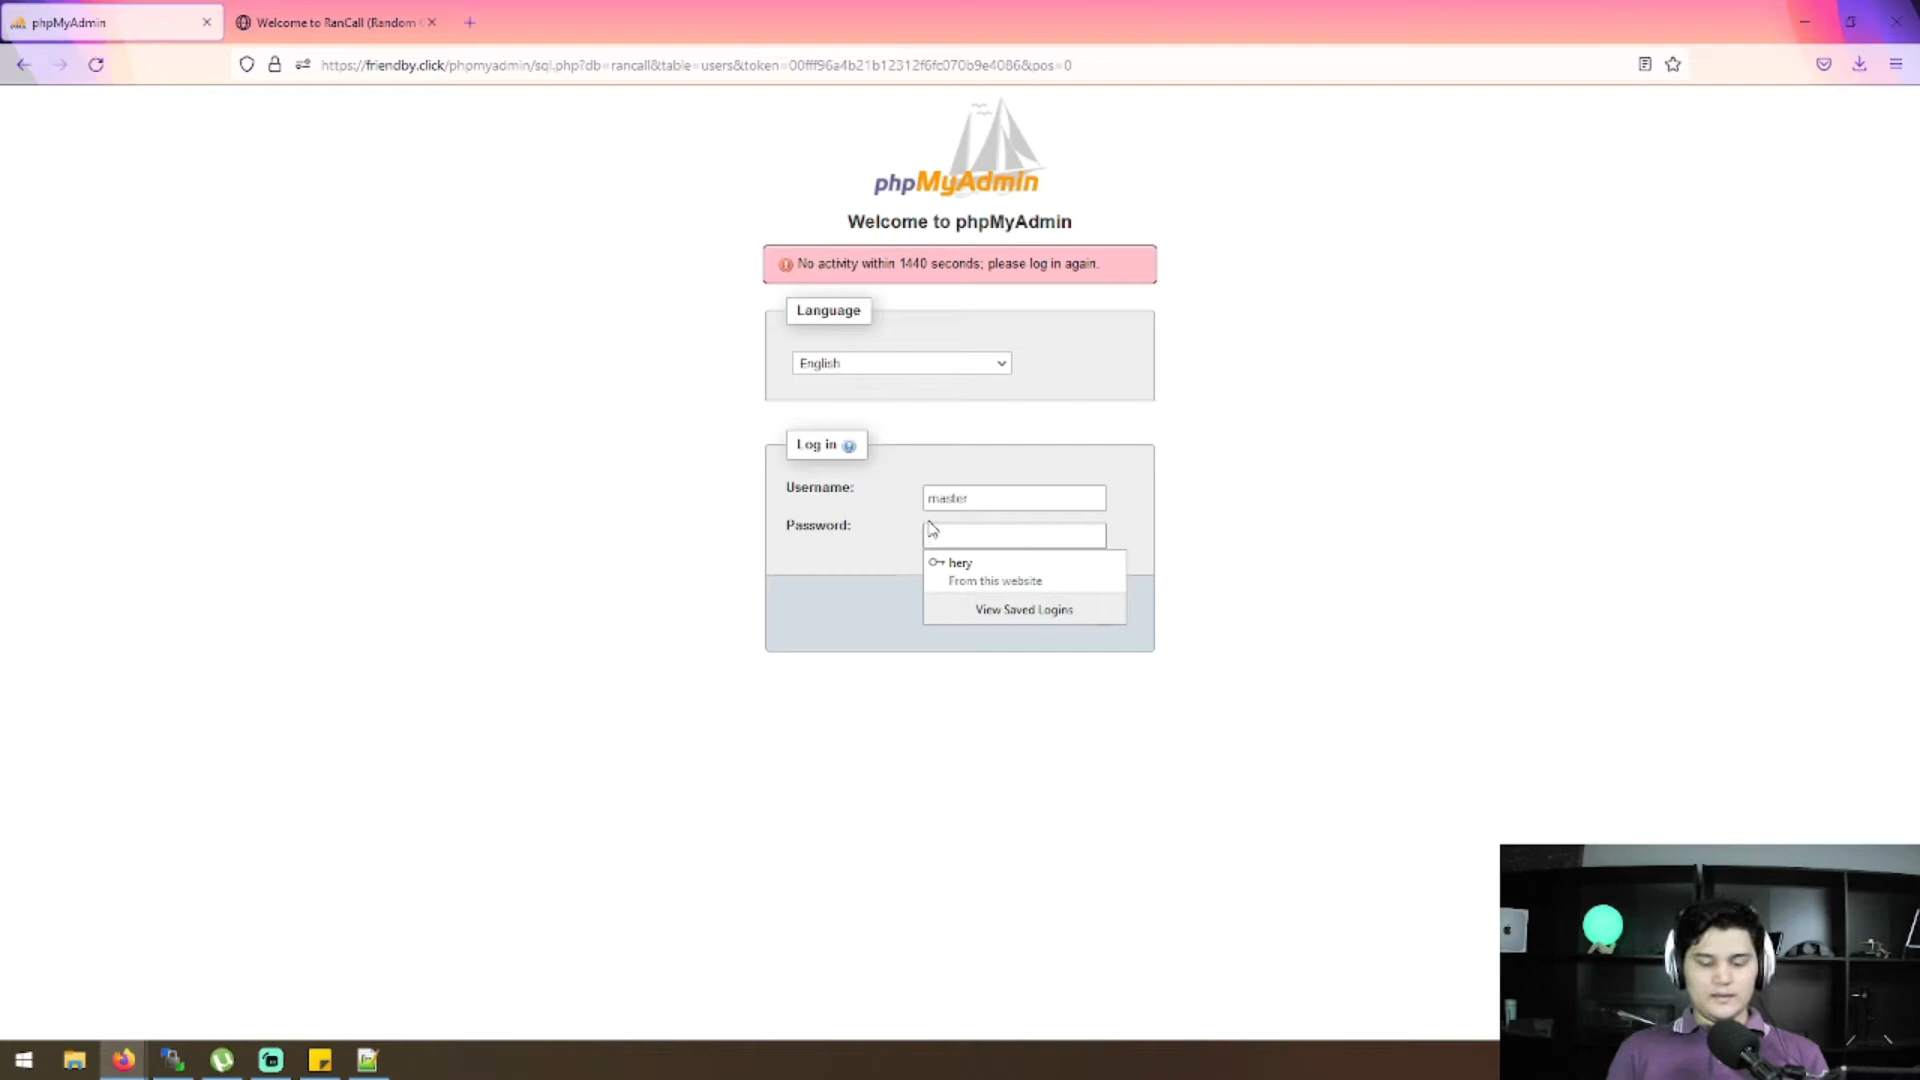 phpMyAdmin
Welcome to RanCall (Random
https://friendby.click/phpmyadmin/sql.php?db=rancall&table=users&token=00fff96a4b21b12312f6fc070b9e4086&pos=0
phpMyAdmin
Welcome to phpMyAdmin
No activity within 1440 seconds; please log in again.
Language
English
Log in
Username:
master
Password:
hery
From this website
View Saved Logins